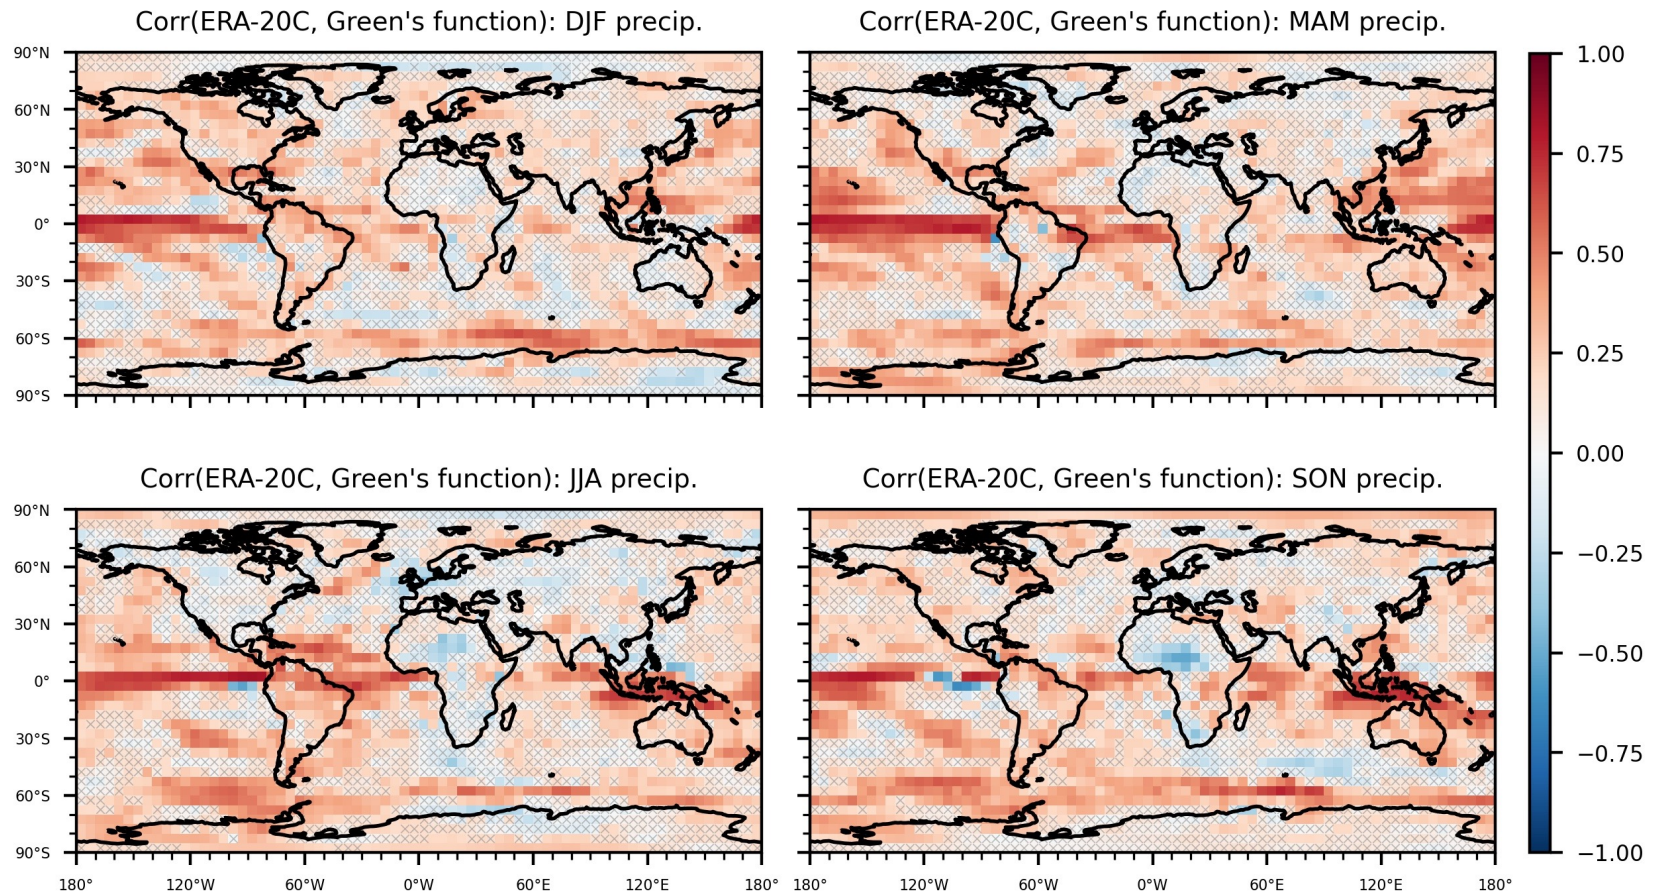 Corr(ERA-20C, Green's function): DJF precip.
Corr(ERA-20C, Green's function): MAM precip.
90°N
60°N
30°N
0°
30°S
60°S
90°S
1.00
0.75
0.50
0.25
0.00
−0.25
−0.50
−0.75
−1.00
Corr(ERA-20C, Green's function): JJA precip.
Corr(ERA-20C, Green's function): SON precip.
90°N
60°N
30°N
0°
30°S
60°S
90°S
180° 120°W 60°W 0°W 60°E 120°E 180°
120°W 60°W 0°W 60°E 120°E 180°